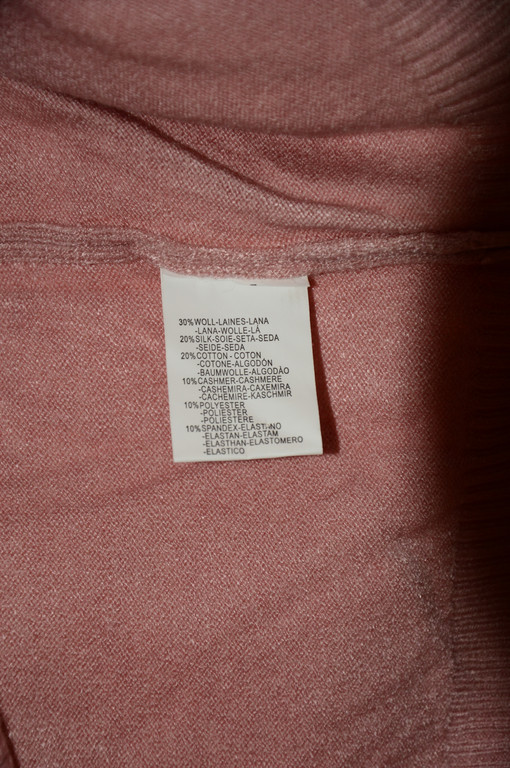 30%WOLL-LAINES-LANA
-LANA-WOLLE-LÀ
20%SILK-SOIE-SETA-SEDA
-SEIDE-SEDA
20%COTTON-COTON
-COTONE-ALGODÓN
-BAUMWOLLE-ALGODÃO
10%CASHMER-CASHMERE
-CASHEMIRA-CAXEMIRA
-CACHEMIRE-KASCHMIR
10%POLYESTER
-POLIESTER
-POLIESTERE
10%SPANDEX-ELASTANO
-ELASTAN-ELASTAM
-ELASTHAN-ELASTOMERO
-ELASTICO